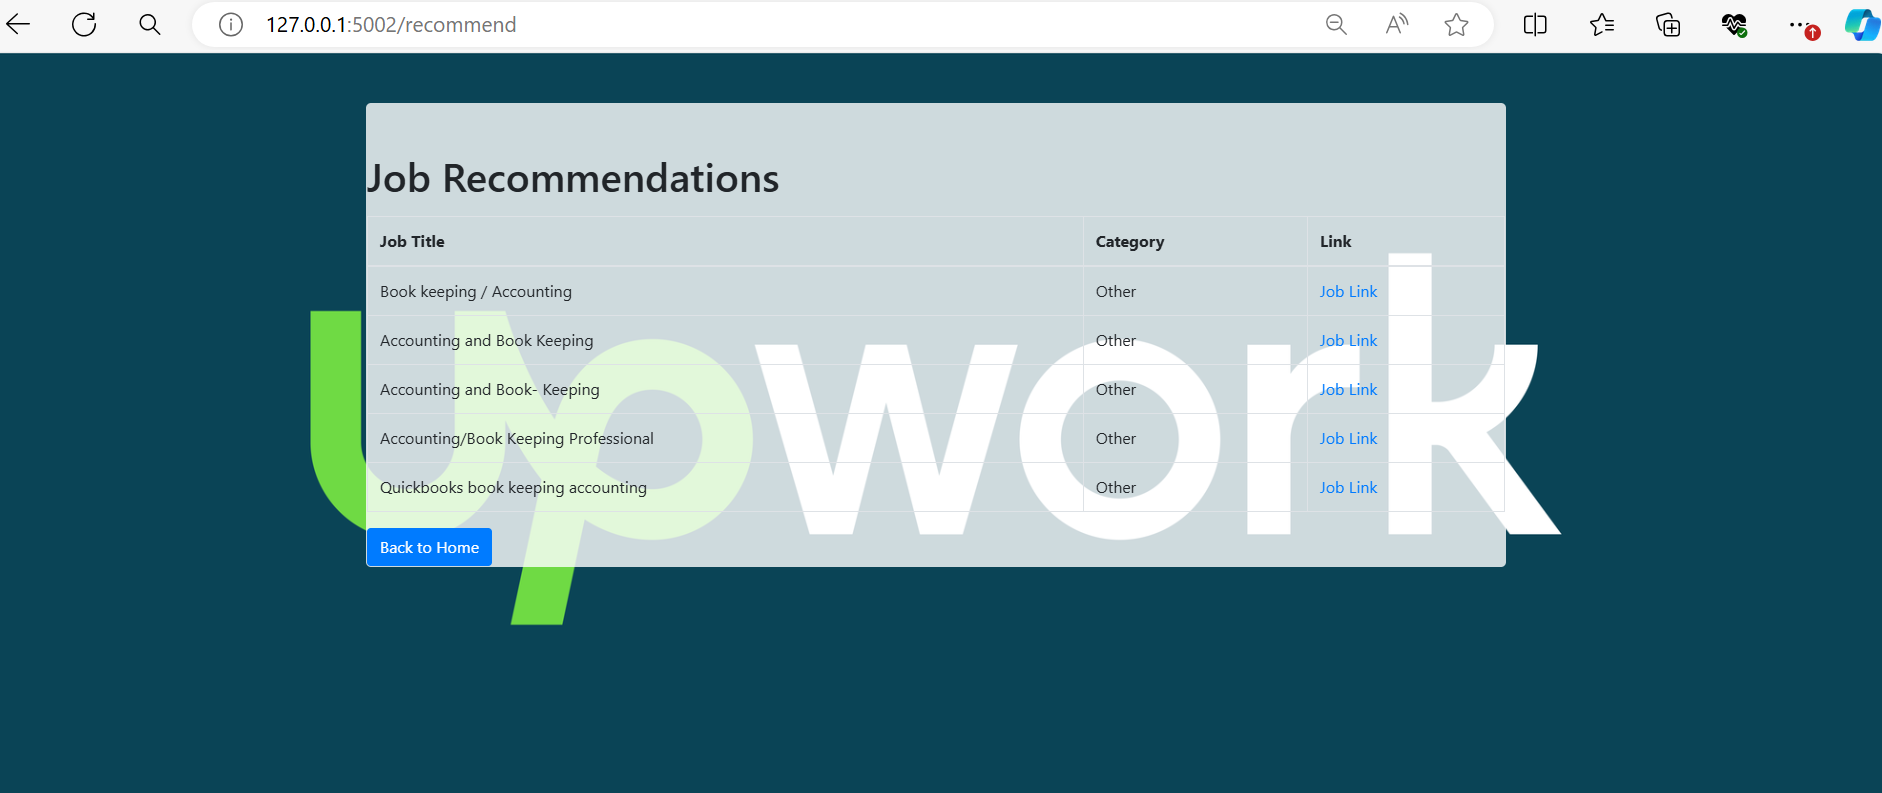 127.0.0.1:5002/recommend
Job Recommendations
Job Title Category Link
Book keeping / Accounting Other Job Link
Accounting and Book Keeping Other Job Link
Accounting and Book- Keeping Other Job Link
Accounting/Book Keeping Professional Other Job Link
Quickbooks book keeping accounting Other Job Link
upwork
Back to Home